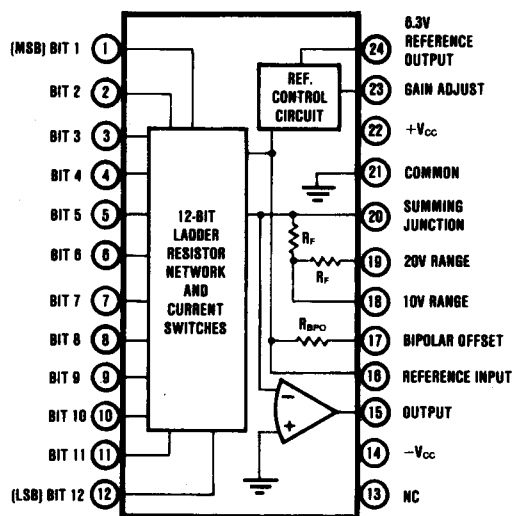 (MSB) BIT 1 1
BIT 2 2
BIT 3 3
BIT 4 4
BIT 5 5
BIT 6 6
BIT 7 7
BIT 8 8
BIT 9 9
BIT 10 10
BIT 11 11
(LSB) BIT 12 12
12-BIT
LADDER
RESISTOR
NETWORK
AND
CURRENT
SWITCHES
REF.
CONTROL
CIRCUIT
RF
RF
RBPO
−
+
6.3V
24 REFERENCE
OUTPUT
23 GAIN ADJUST
22 +VCC
21 COMMON
20 SUMMING
JUNCTION
19 20V RANGE
18 10V RANGE
17 BIPOLAR OFFSET
16 REFERENCE INPUT
15 OUTPUT
14 −VCC
13 NC